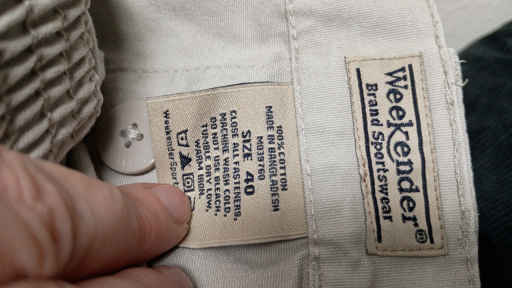 Weekender®
Brand Sportswear
100% COTTON
MADE IN BANGLADESH
M039760
SIZE 40
CLOSE ALL FASTENERS.
MACHINE WASH COLD.
DO NOT USE BLEACH.
TUMBLE DRY LOW.
WARM IRON.